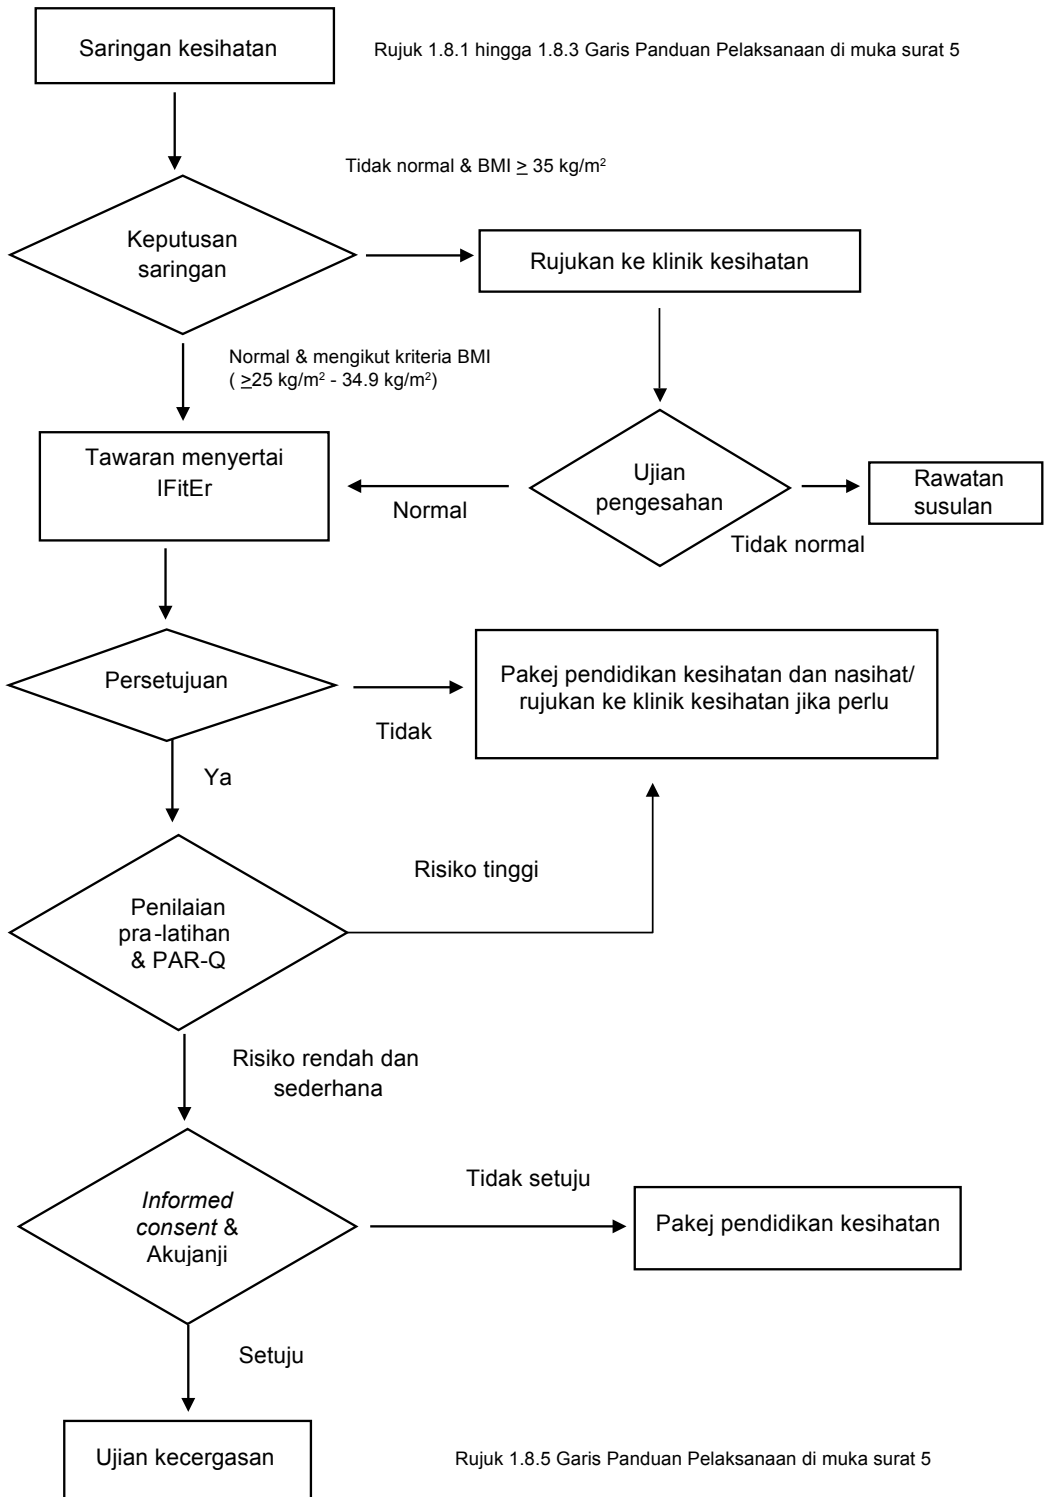 Saringan kesihatan
Rujuk 1.8.1 hingga 1.8.3 Garis Panduan Pelaksanaan di muka surat 5
Tidak normal & BMI ≥ 35 kg/m²
Keputusan
saringan
Rujukan ke klinik kesihatan
Normal & mengikut kriteria BMI
( ≥25 kg/m² - 34.9 kg/m²)
Tawaran menyertai
IFitEr
Normal
Ujian
pengesahan
Tidak normal
Rawatan
susulan
Persetujuan
Tidak
Pakej pendidikan kesihatan dan nasihat/
rujukan ke klinik kesihatan jika perlu
Ya
Penilaian
pra-latihan
& PAR-Q
Risiko tinggi
Risiko rendah dan
sederhana
Informed
consent &
Akujanji
Tidak setuju
Pakej pendidikan kesihatan
Setuju
Ujian kecergasan
Rujuk 1.8.5 Garis Panduan Pelaksanaan di muka surat 5